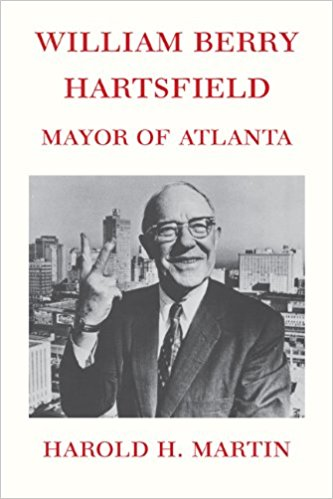 WILLIAM BERRY
HARTSFIELD
MAYOR OF ATLANTA
HAROLD H. MARTIN